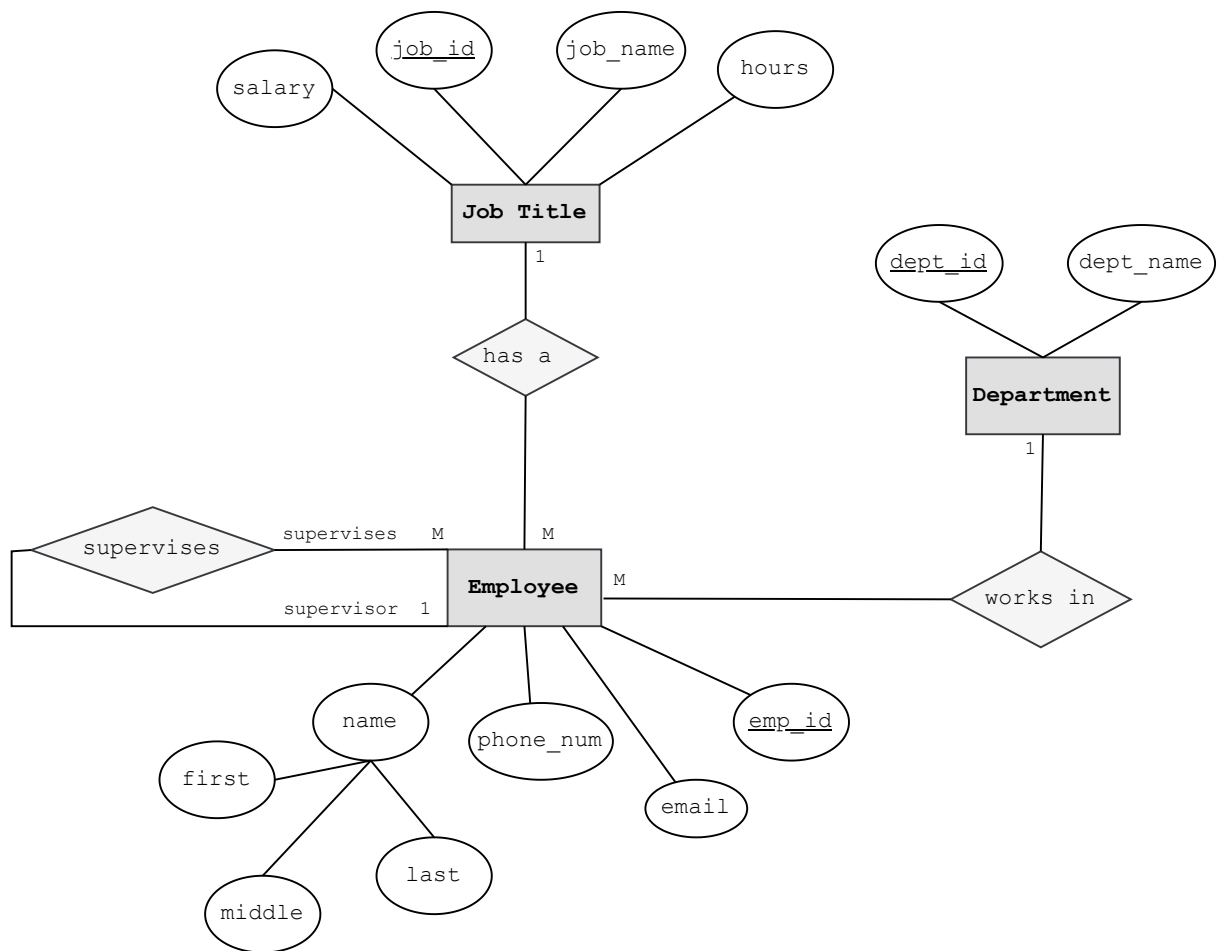 job_id
job_name
hours
salary
Job Title
1
dept_id
dept_name
has a
Department
1
supervises
supervises M
M
Employee
M
works in
supervisor 1
name
phone_num
emp_id
first
email
last
middle